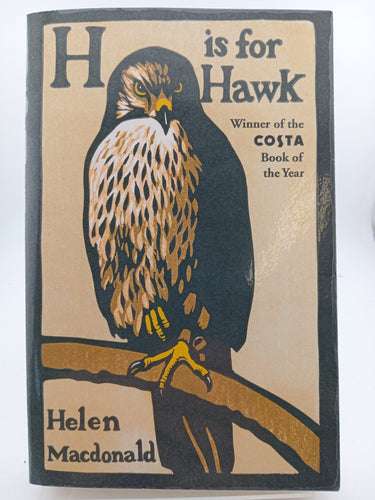 H is for
Hawk
Winner of the
COSTA
Book of
the Year
Helen
Macdonald